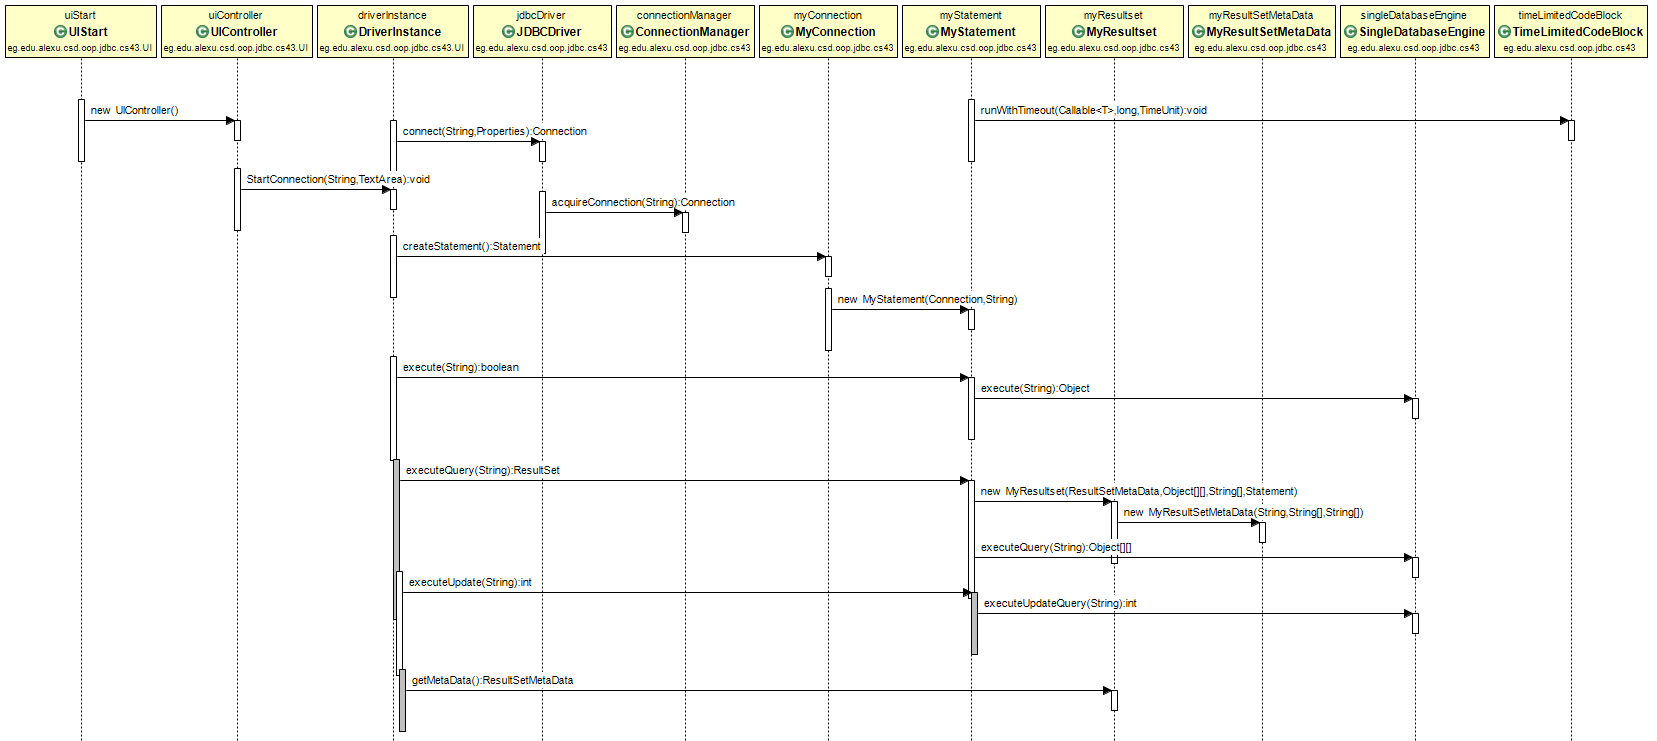 uiStart
UIStart
eg.edu.alexu.csd.oop.jdbc.cs43.UI
uiController
UIController
eg.edu.alexu.csd.oop.jdbc.cs43.UI
driverInstance
DriverInstance
eg.edu.alexu.csd.oop.jdbc.cs43.UI
jdbcDriver
JDBCDriver
eg.edu.alexu.csd.oop.jdbc.cs43
connectionManager
ConnectionManager
eg.edu.alexu.csd.oop.jdbc.cs43
myConnection
MyConnection
eg.edu.alexu.csd.oop.jdbc.cs43
myStatement
MyStatement
eg.edu.alexu.csd.oop.jdbc.cs43
myResultset
MyResultset
eg.edu.alexu.csd.oop.jdbc.cs43
myResultSetMetaData
MyResultSetMetaData
eg.edu.alexu.csd.oop.jdbc.cs43
singleDatabaseEngine
SingleDatabaseEngine
eg.edu.alexu.csd.oop.jdbc.cs43
timeLimitedCodeBlock
TimeLimitedCodeBlock
eg.edu.alexu.csd.oop.jdbc.cs43
new UIController()
runWithTimeout(Callable<T>,long,TimeUnit):void
connect(String,Properties):Connection
StartConnection(String,TextArea):void
acquireConnection(String):Connection
createStatement():Statement
new MyStatement(Connection,String)
execute(String):boolean
execute(String):Object
executeQuery(String):ResultSet
new MyResultset(ResultSetMetaData,Object[][],String[],Statement)
new MyResultSetMetaData(String,String[],String[])
executeQuery(String):Object[][]
executeUpdate(String):int
executeUpdateQuery(String):int
getMetaData():ResultSetMetaData